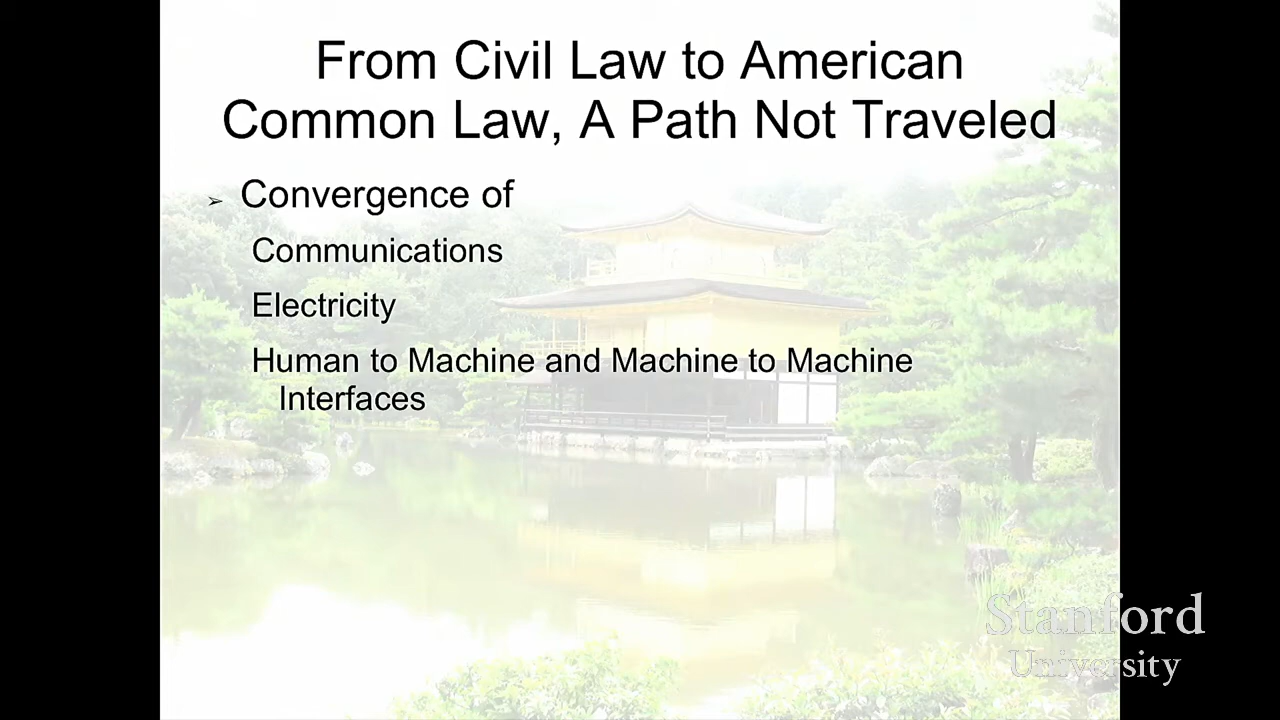 From Civil Law to American
Common Law, A Path Not Traveled
➢ Convergence of
Communications
Electricity
Human to Machine and Machine to Machine
Interfaces
Stanford
University